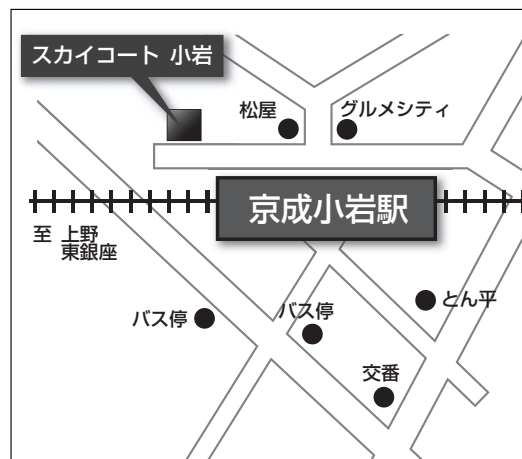 スカイコート 小岩
松屋
グルメシティ
京成小岩駅
至 上野
東銀座
バス停
バス停
とん平
交番